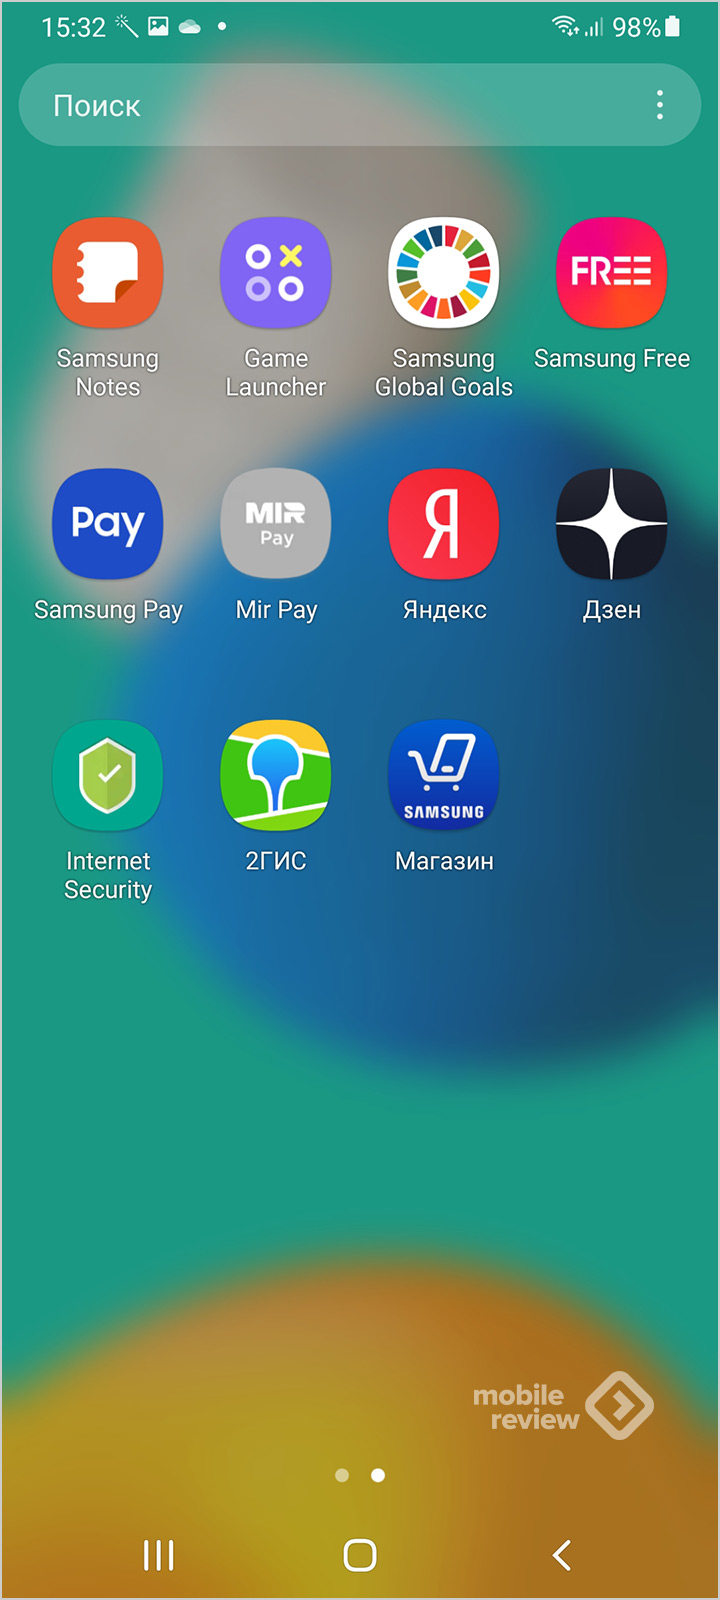 15:32 98%
Поиск
FREE
Samsung Notes
Game Launcher
Samsung Global Goals
Samsung Free
Pay
MIR Pay
Я
Samsung Pay
Mir Pay
Яндекс
Дзен
SAMSUNG
Internet Security
2ГИС
Магазин
mobile
review